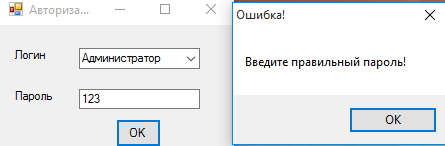 Авториза...
Логин
Администратор
Пароль
123
OK
Ошибка!
Введите правильный пароль!
OK